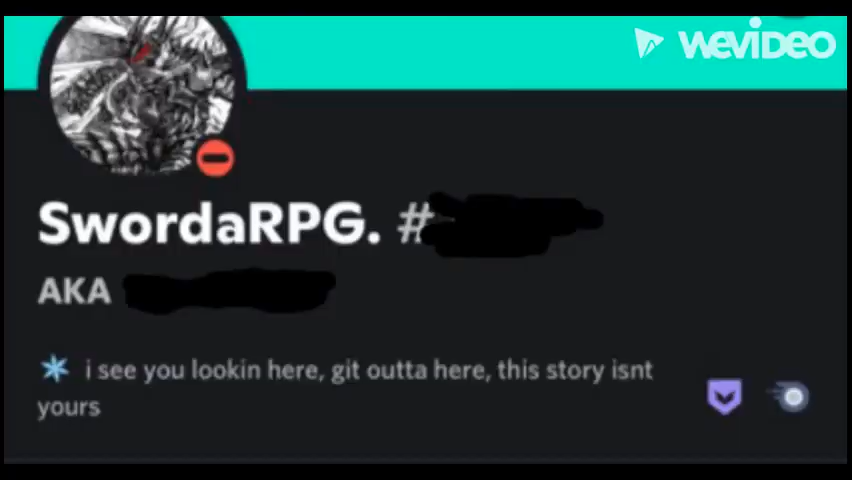 WEVIDEO
SwordaRPG. #
AKA
i see you lookin here, git outta here, this story isnt
yours